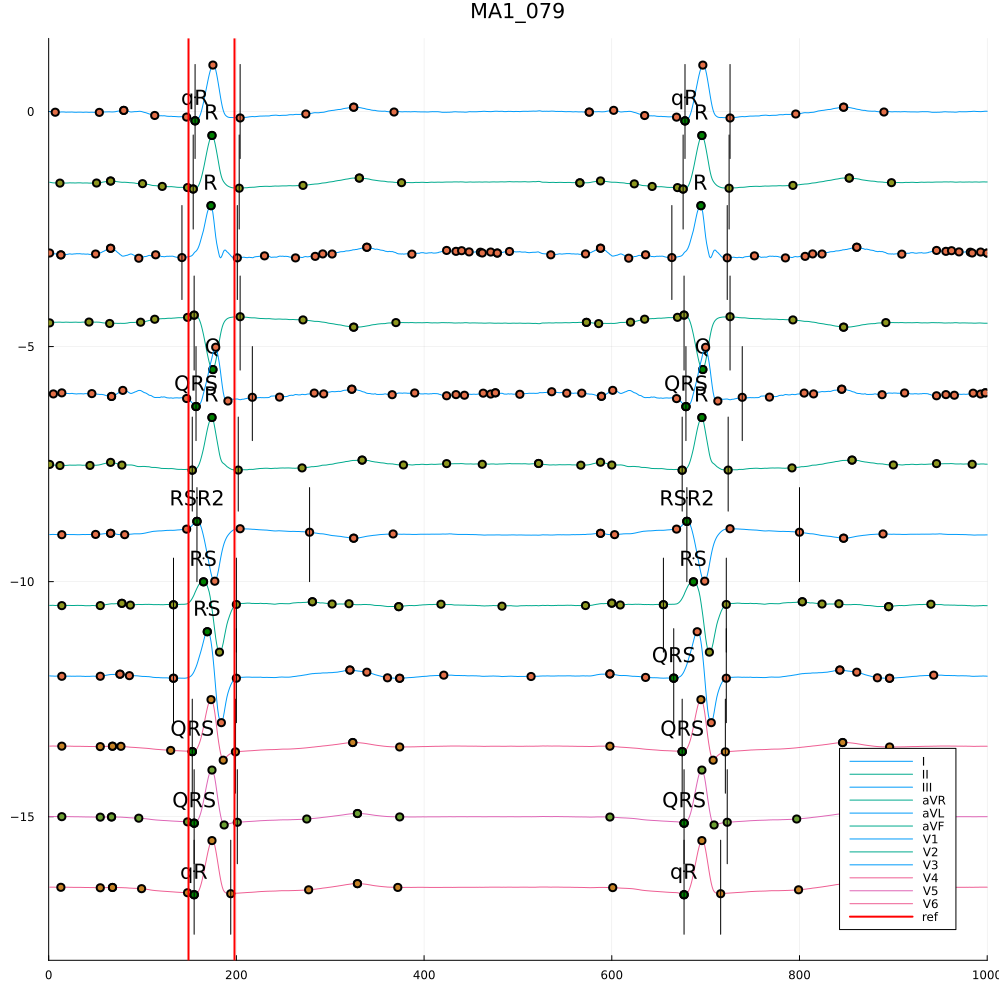 MA1_079
0
qR qR
R R
R R
−5
Q Q
QRS QRS
R R
RSR2 RSR2
RS RS
−10
RS
QRS
QRS QRS
−15
QRS QRS
qR qR
I
II
III
aVR
aVL
aVF
V1
V2
V3
V4
V5
V6
ref
0 200 400 600 800 1000